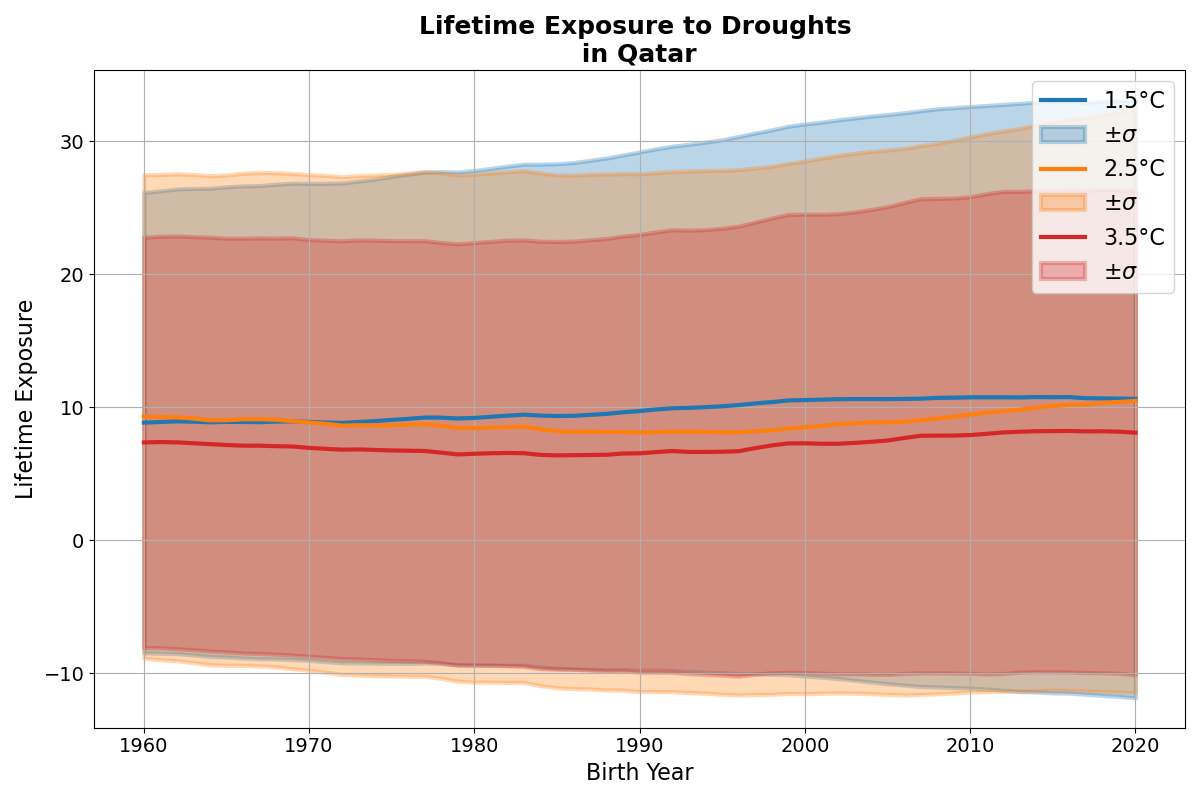 Lifetime Exposure to Droughts
in Qatar
Lifetime Exposure
30
20
10
0
−10
1960
1970
1980
1990
2000
2010
2020
Birth Year
1.5°C
±σ
2.5°C
±σ
3.5°C
±σ